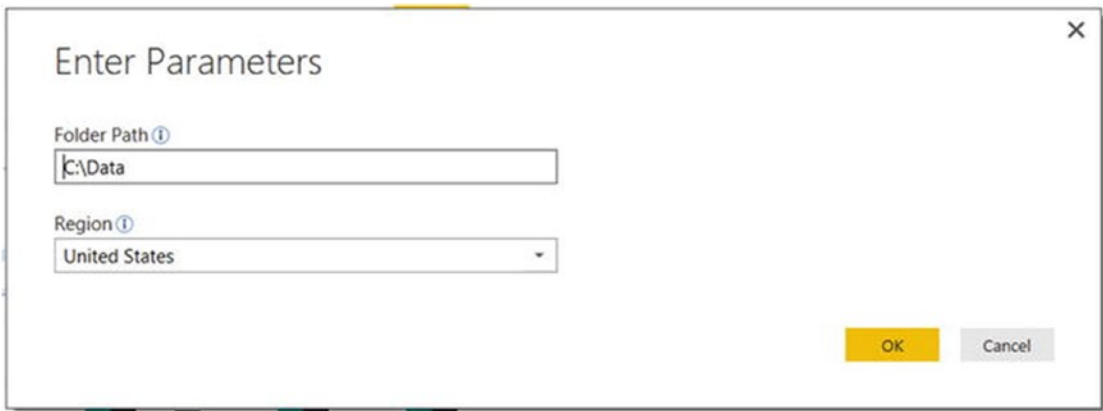 Enter Parameters
Folder Path
C:\Data
Region
United States
OK
Cancel